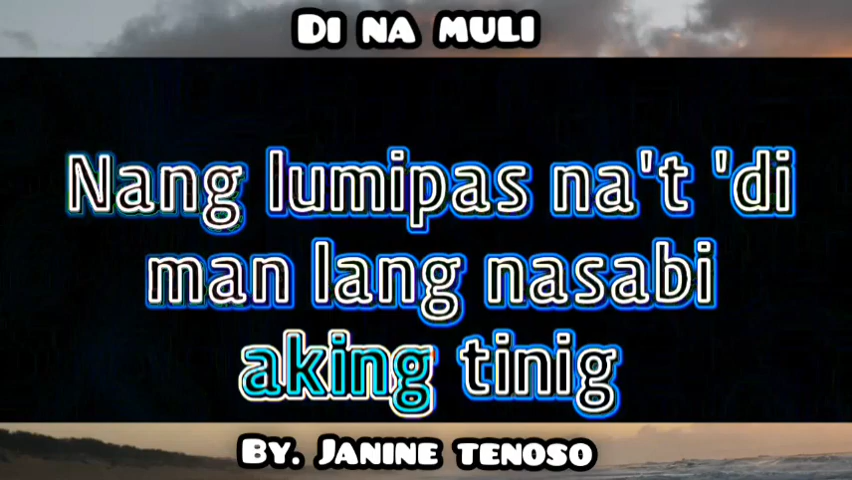 Di na muli
Nang lumipas na't 'di
man lang nasabi
aking tinig
By. Janine tenoso